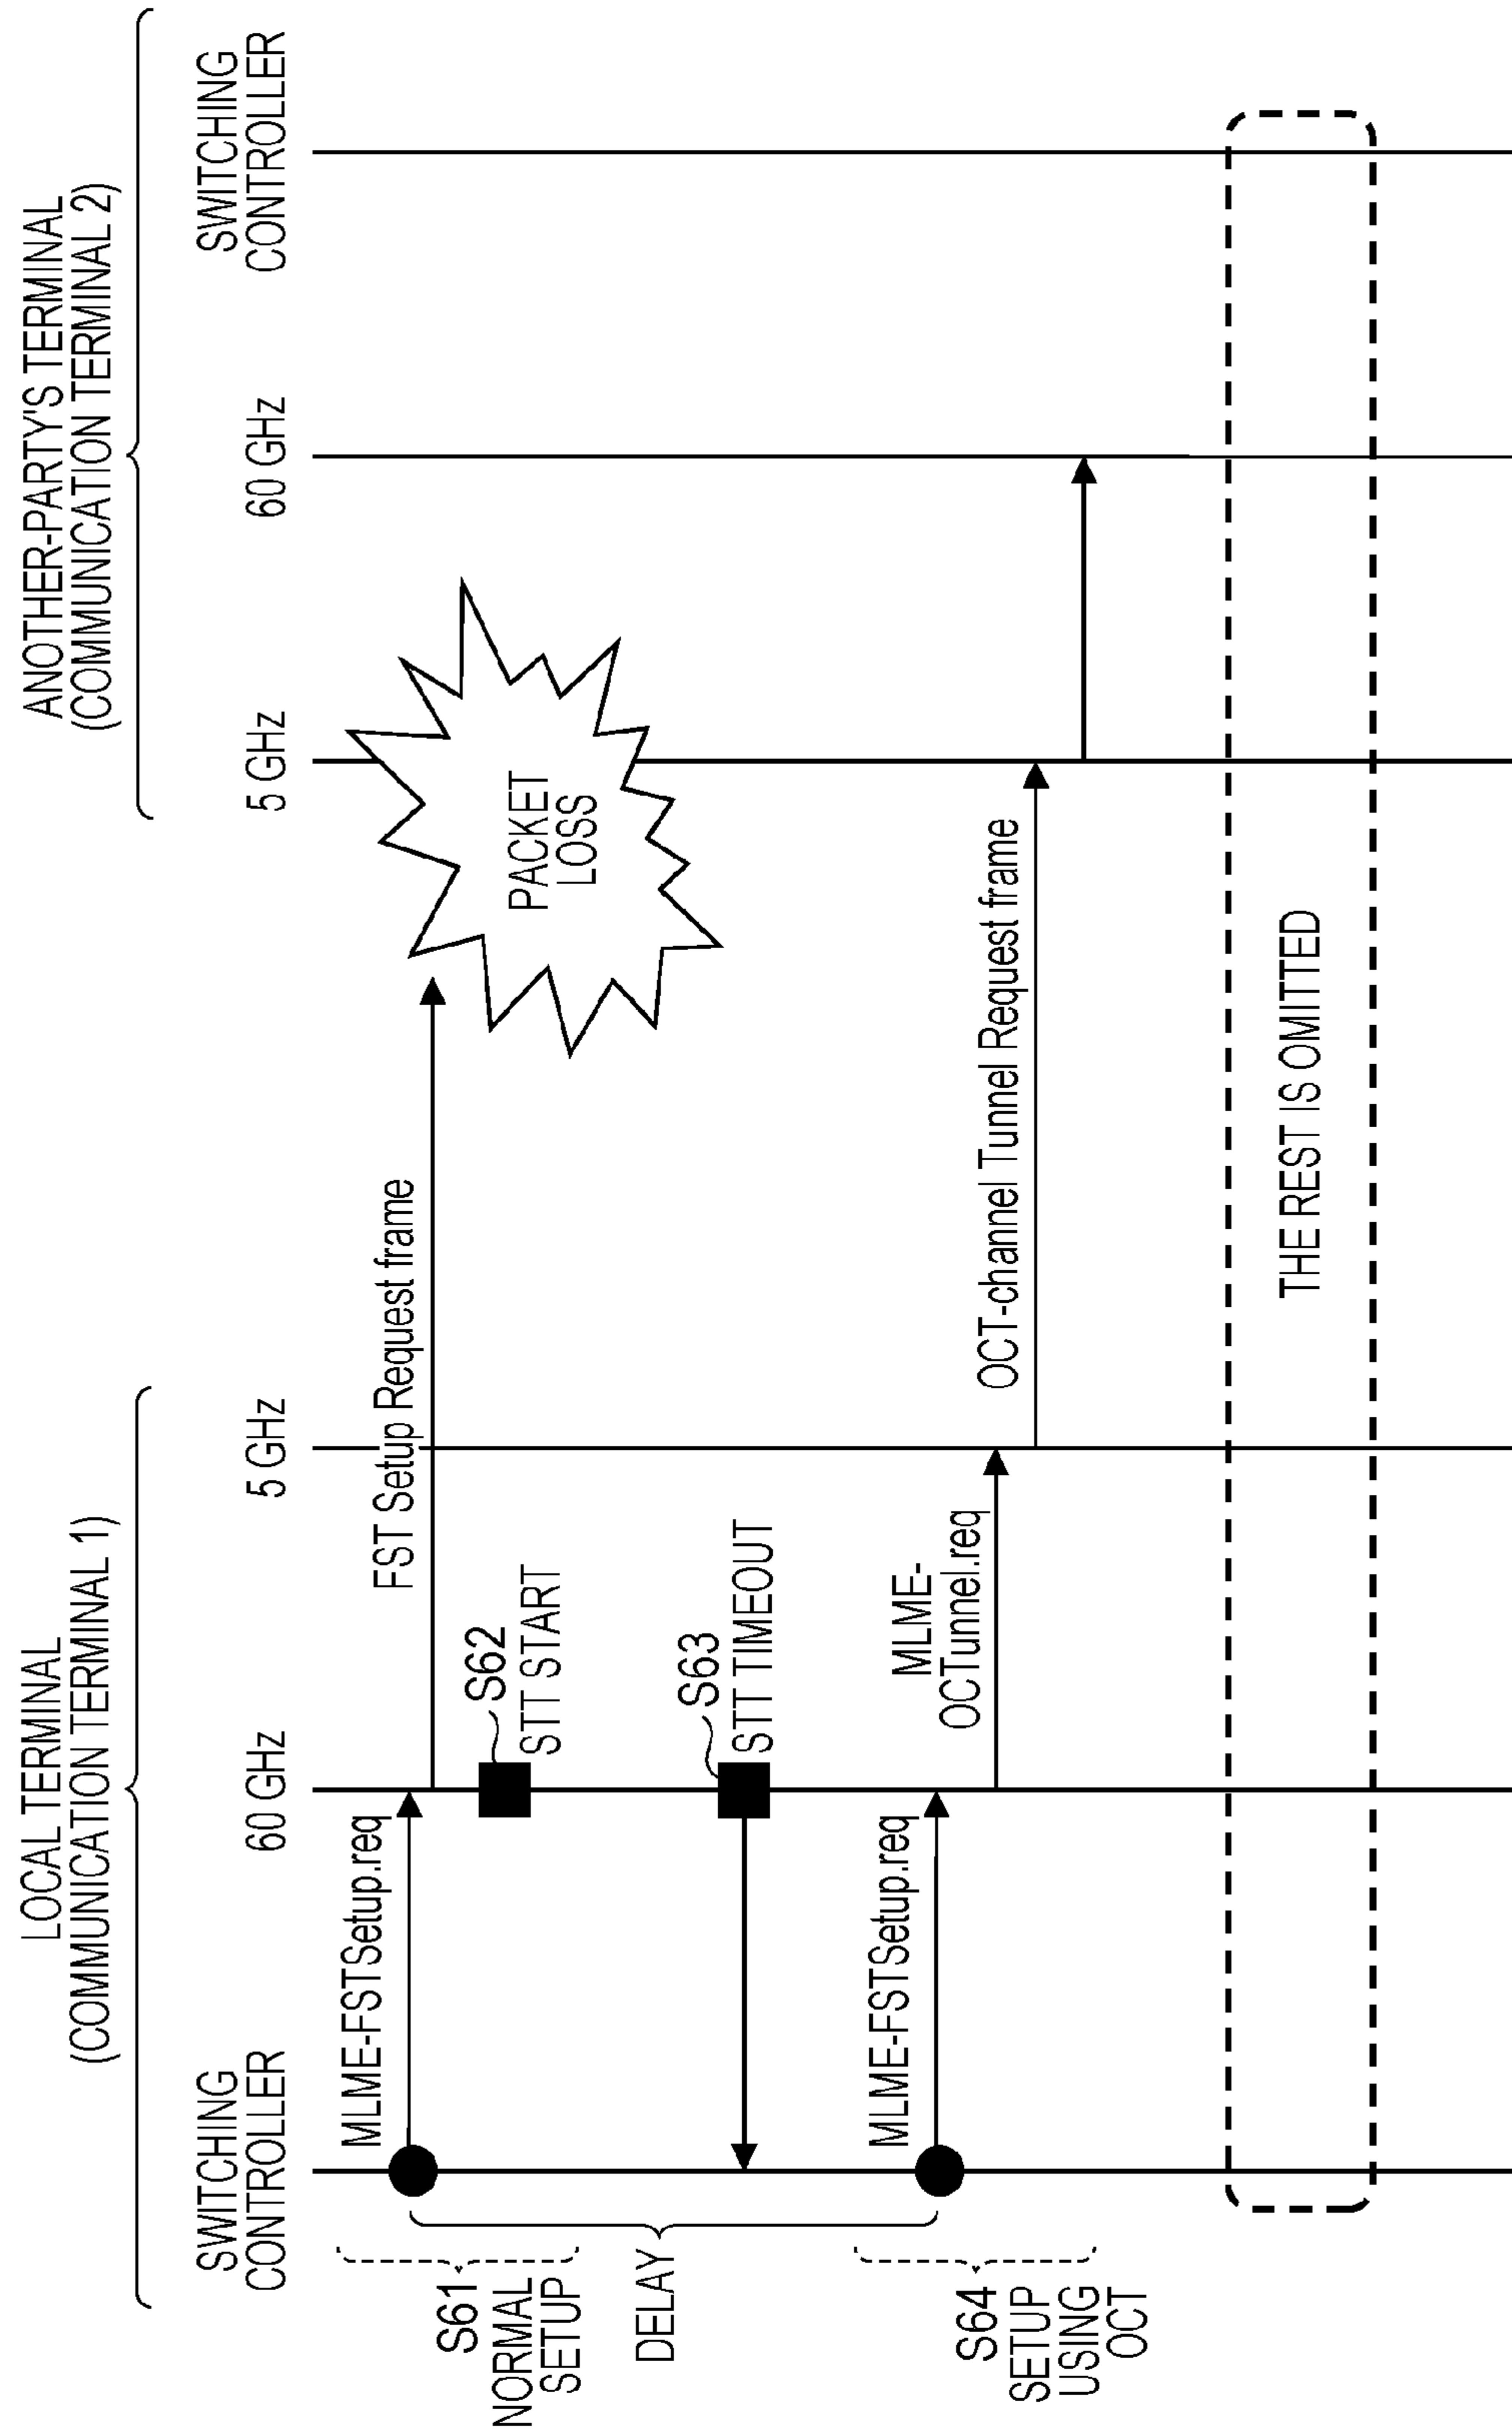 LOCAL TERMINAL
(COMMUNICATION TERMINAL 1)
ANOTHER-PARTY'S TERMINAL
(COMMUNICATION TERMINAL 2)
SWITCHING
CONTROLLER
60 GHz
5 GHz
5 GHz
60 GHz
SWITCHING
CONTROLLER
S61
NORMAL
SETUP
MLME-FSTSetup.req
FST Setup Request frame
S62
STT START
PACKET
LOSS
DELAY
S63
STT TIMEOUT
S64
SETUP
USING
OCT
MLME-FSTSetup.req
MLME-
OCTunnel.req
OCT-channel Tunnel Request frame
THE REST IS OMITTED